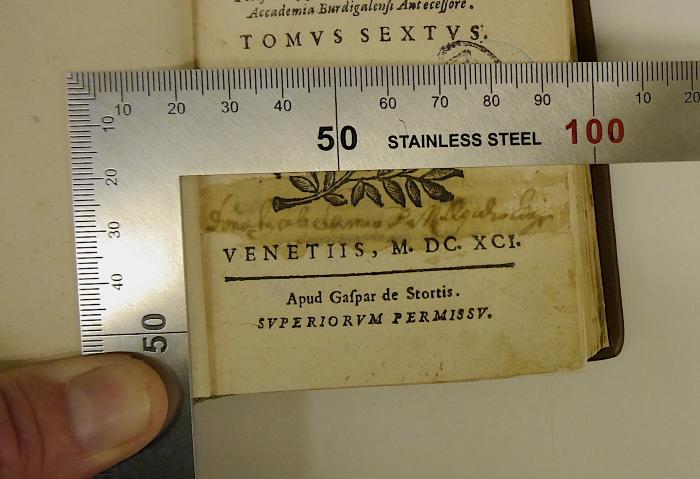 Accademia Burdigalensi Antecessore.
TOMVS SEXTVS.
10 20 30 40 50 60 70 80 90 100 10 20
STAINLESS STEEL
10
20
30
40
50
VENETIIS, M. DC. XCI.
Apud Gaſpar de Stortis.
SVPERIORVM PERMISSV.